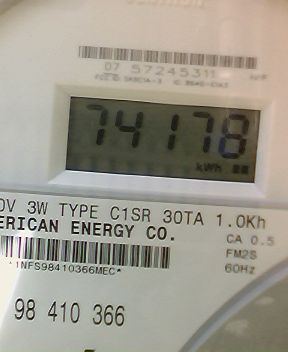 07 57245311
74178
kWh
0V 3W TYPE C1SR 30TA 1.0Kh
ERICAN ENERGY CO.
CA 0.5
FM2S
*1NFS98410366MEC*
60Hz
98 410 366